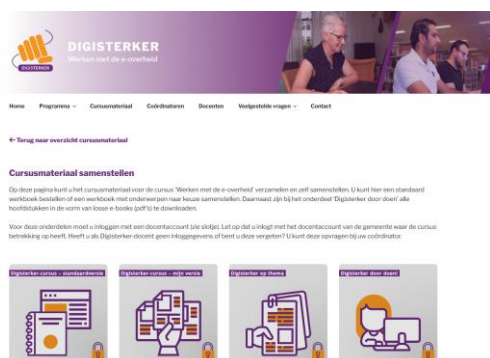 DIGISTERKER
Werken met de e-overheid
DIGISTERKER
Home Programma Cursusmateriaal Coördinatoren Docenten Veelgestelde vragen Contact
← Terug naar overzicht cursusmateriaal
Cursusmateriaal samenstellen
Op deze pagina kunt u het cursusmateriaal voor de cursus 'Werken met de e-overheid' verzamelen en zelf samenstellen. U kunt hier een standaard
werkboek bestellen of een werkboek met onderwerpen naar keuze samenstellen. Daarnaast zijn bij het onderdeel 'Digisterker door doen' alle
hoofdstukken in de vorm van losse e-books (pdf's) te downloaden.
Voor deze onderdelen moet u inloggen met een docentaccount (zie slotje). Let op dat u inlogt met het docentaccount van de gemeente waar de cursus
betrekking op heeft. Heeft u als Digisterker-docent geen inloggegevens of bent u deze vergeten? U kunt deze opvragen bij uw coördinator.
Digisterker-cursus – standaardversie
Digisterker-cursus – mijn versie
Digisterker op thema
Digisterker door doen!